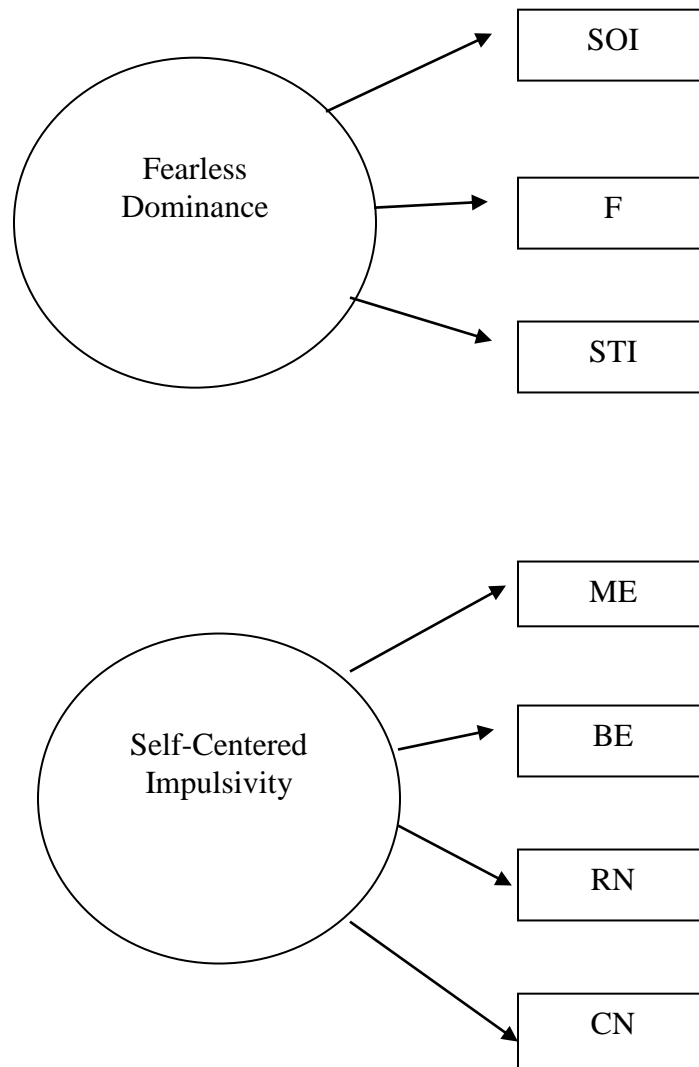 SOI
Fearless
Dominance
F
STI
ME
Self-Centered
Impulsivity
BE
RN
CN